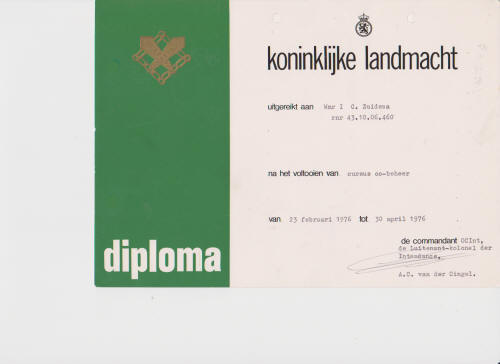 koninklijke landmacht
uitgereikt aan Wmr I C. Zuidema
rnr 43.10.06.460
na het voltooien van cursus oo-beheer
van 23 februari 1976 tot 30 april 1976
de commandant OCInt,
de Luitenant-kolonel der
Intendance,
A.C. van der Cingel.
diploma